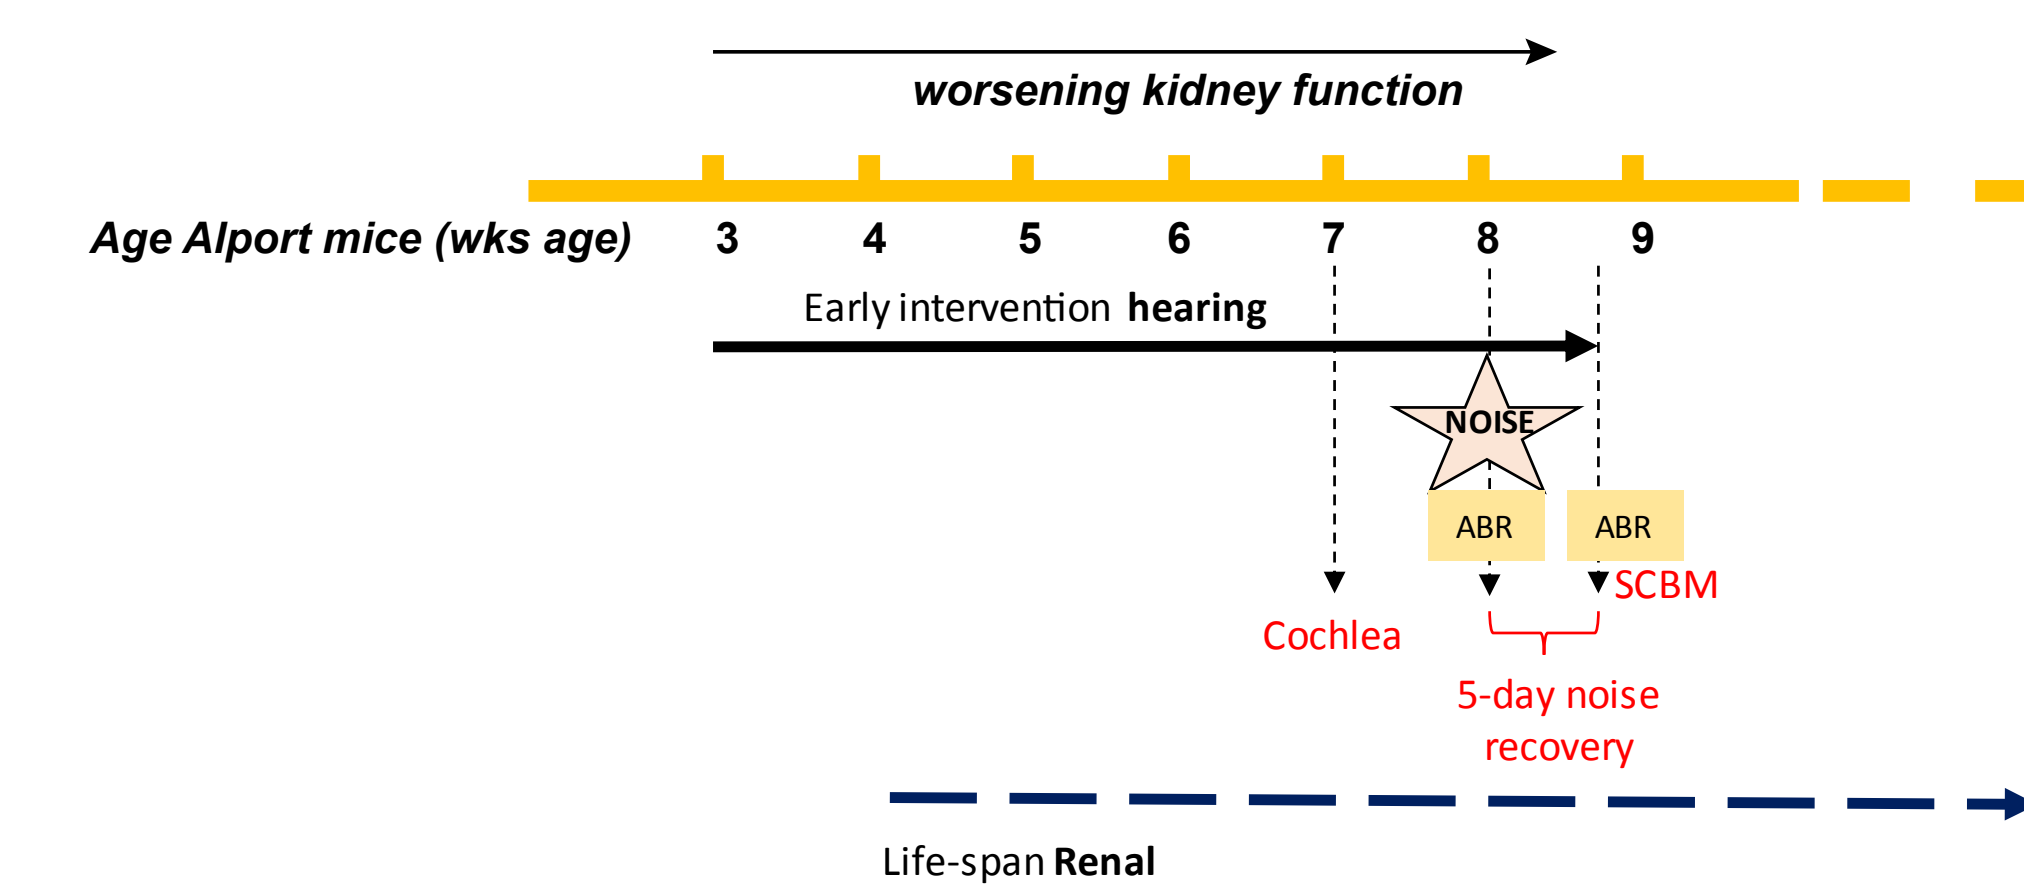 worsening kidney function
Age Alport mice (wks age) 3 4 5 6 7 8 9
Early intervention hearing
NOISE
ABR ABR
SCBM
Cochlea
5-day noise
recovery
Life-span Renal